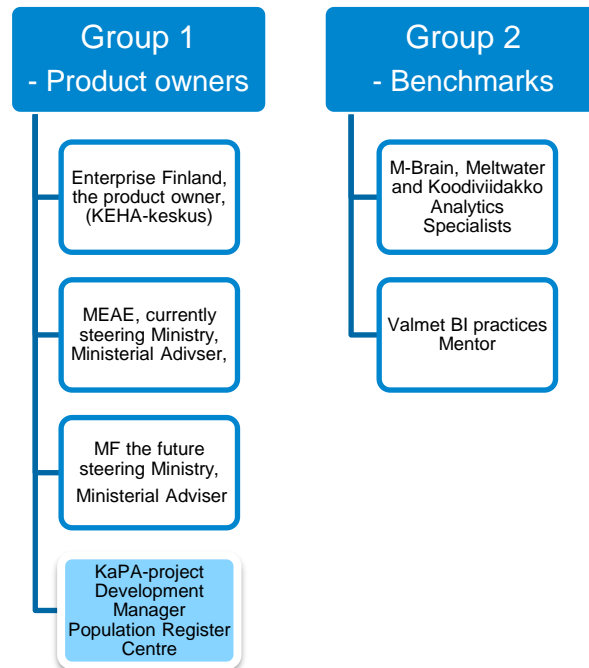 Group 1
- Product owners
Enterprise Finland,
the product owner,
(KEHA-keskus)
MEAE, currently
steering Ministry,
Ministerial Adivser,
MF the future
steering Ministry,
Ministerial Adviser
KaPA-project
Development
Manager
Population Register
Centre
Group 2
- Benchmarks
M-Brain, Meltwater
and Koodiviidakko
Analytics
Specialists
Valmet BI practices
Mentor